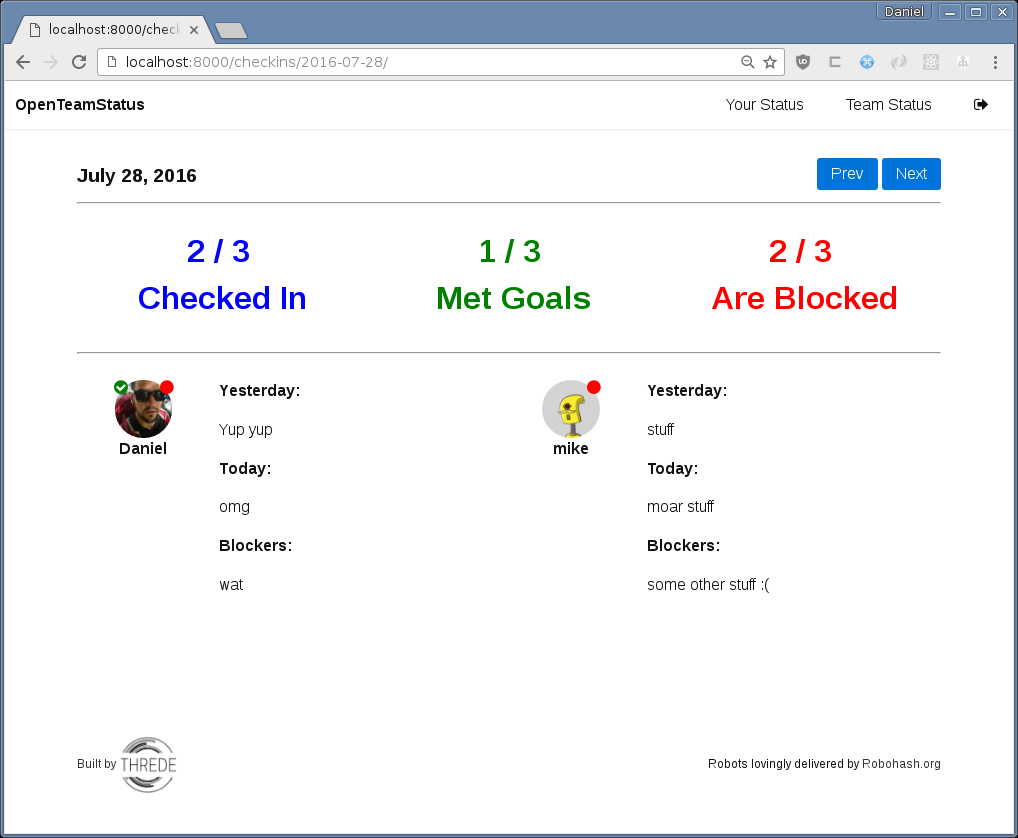 Daniel
localhost:8000/check
localhost:8000/checkins/2016-07-28/
OpenTeamStatus
Your Status
Team Status
July 28, 2016
Prev
Next
2 / 3
Checked In
1 / 3
Met Goals
2 / 3
Are Blocked
Daniel
Yesterday:
Yup yup
Today:
omg
Blockers:
wat
mike
Yesterday:
stuff
Today:
moar stuff
Blockers:
some other stuff :(
Built by THREDE
Robots lovingly delivered by Robohash.org